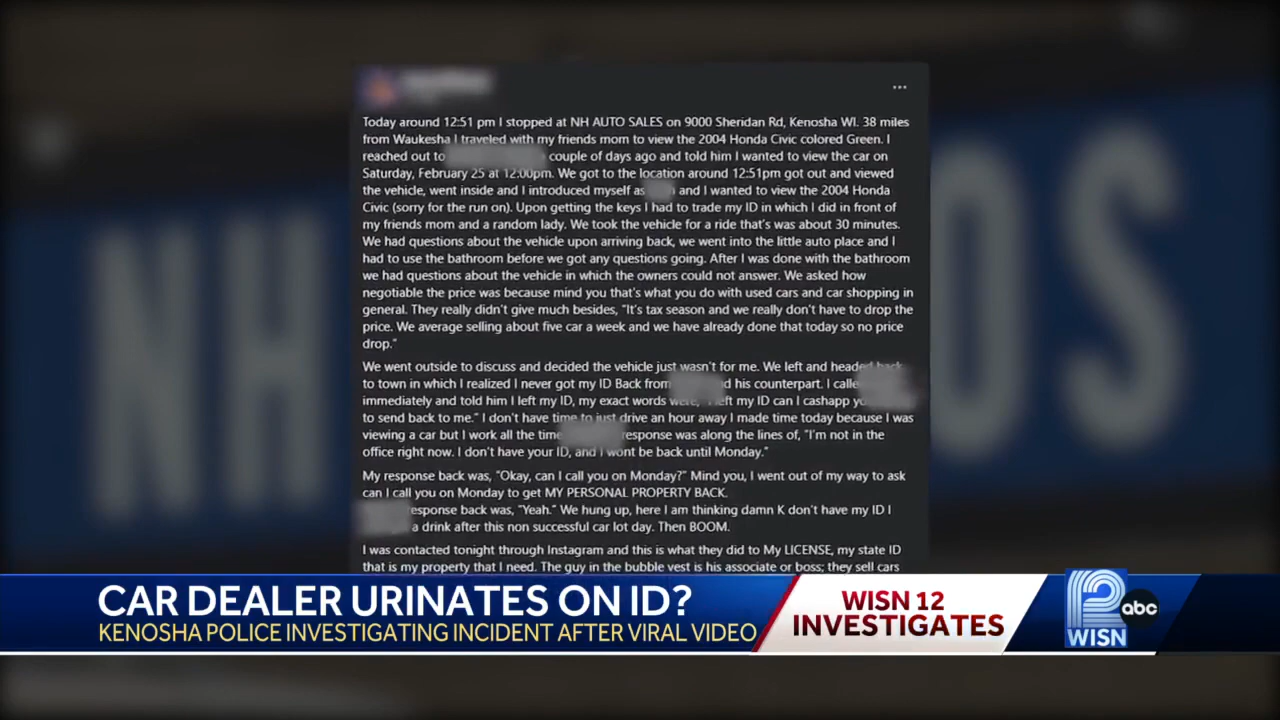 Today around 12:51 pm I stopped at NH AUTO SALES on 9000 Sheridan Rd, Kenosha WI. 38 miles
from Waukesha I traveled with my friends mom to view the 2004 Honda Civic colored Green. I
reached out to couple of days ago and told him I wanted to view the car on
Saturday, February 25 at 12:00pm. We got to the location around 12:51pm got out and viewed
the vehicle, went inside and I introduced myself as and I wanted to view the 2004 Honda
Civic (sorry for the run on). Upon getting the keys I had to trade my ID in which I did in front of
my friends mom and a random lady. We took the vehicle for a ride that's was about 30 minutes.
We had questions about the vehicle upon arriving back, we went into the little auto place and I
had to use the bathroom before we got any questions going. After I was done with the bathroom
we had questions about the vehicle in which the owners could not answer. We asked how
negotiable the price was because mind you that's what you do with used cars and car shopping in
general. They really didn't give much besides, "It's tax season and we really don't have to drop the
price. We average selling about five car a week and we have already done that today so no price
drop."
We went outside to discuss and decided the vehicle just wasn't for me. We left and headed back
to town in which I realized I never got my ID Back from his counterpart. I
immediately and told him I left my ID, my exact words were, left my ID can I cashapp
to send back to me." I don't have time to just drive an hour away I made time today because I was
viewing a car but I work all the time response was along the lines of, "I'm not in the
office right now. I don't have your ID, and I wont be back until Monday."
My response back was, "Okay, can I call you on Monday?" Mind you, I went out of my way to ask
can I call you on Monday to get MY PERSONAL PROPERTY BACK.
response back was, "Yeah." We hung up, here I am thinking damn K don't have my ID I
a drink after this non successful car lot day. Then BOOM.
I was contacted tonight through Instagram and this is what they did to My LICENSE, my state ID
that is my property that I need. The guy in the bubble vest is his associate or boss; they sell cars
NH OS
CAR DEALER URINATES ON ID?
KENOSHA POLICE INVESTIGATING INCIDENT AFTER VIRAL VIDEO
WISN 12
INVESTIGATES
12
WISN
abc